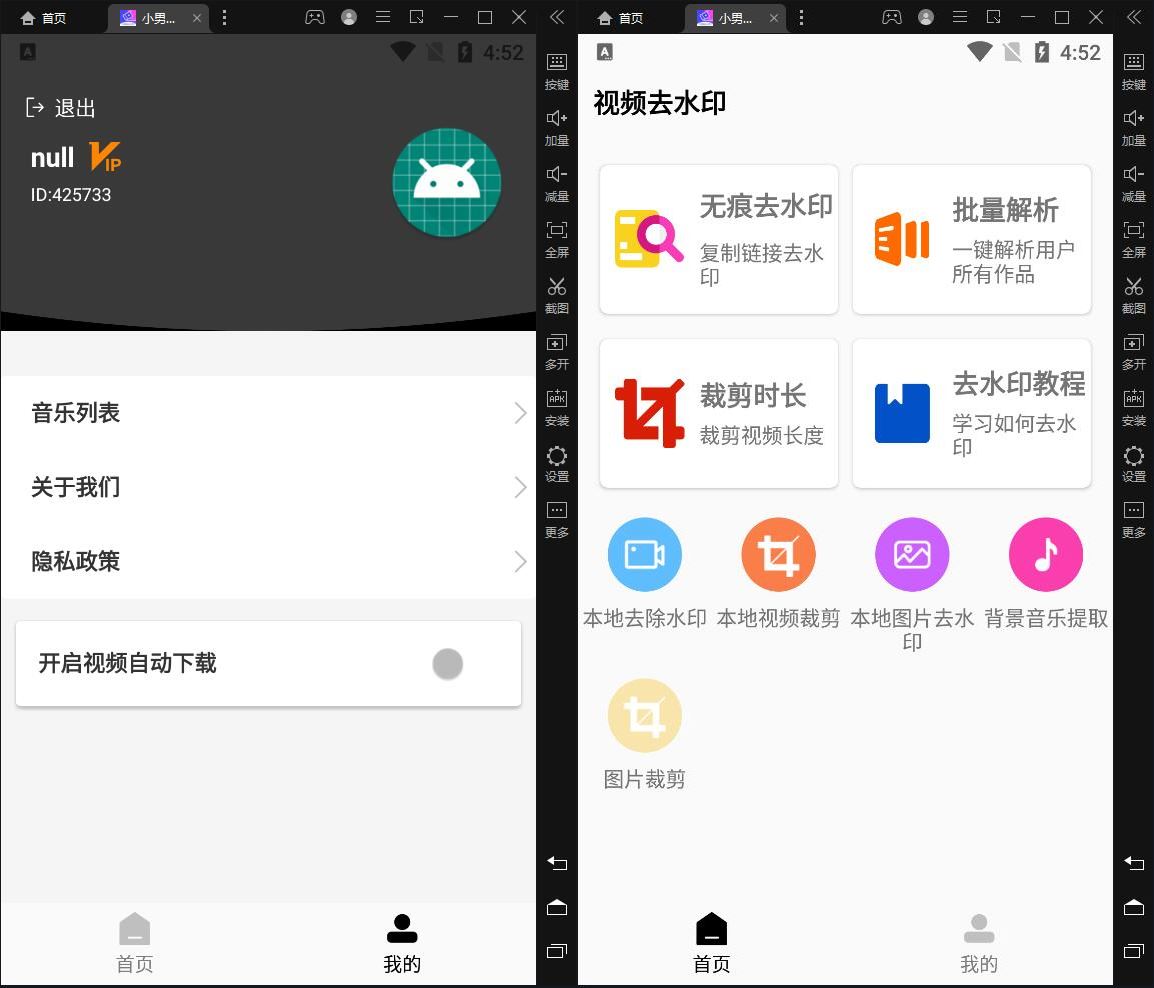 首页
小男...
4:52
退出
null VIP
ID:425733
音乐列表
关于我们
隐私政策
开启视频自动下载
首页
我的
按键
加量
减量
全屏
截图
多开
APK
安装
设置
更多
首页
小男...
A
4:52
视频去水印
无痕去水印
复制链接去水
印
批量解析
一键解析用户
所有作品
裁剪时长
裁剪视频长度
去水印教程
学习如何去水
印
本地去除水印
本地视频裁剪
本地图片去水
印
背景音乐提取
图片裁剪
首页
我的
按键
加量
减量
全屏
截图
多开
APK
安装
设置
更多